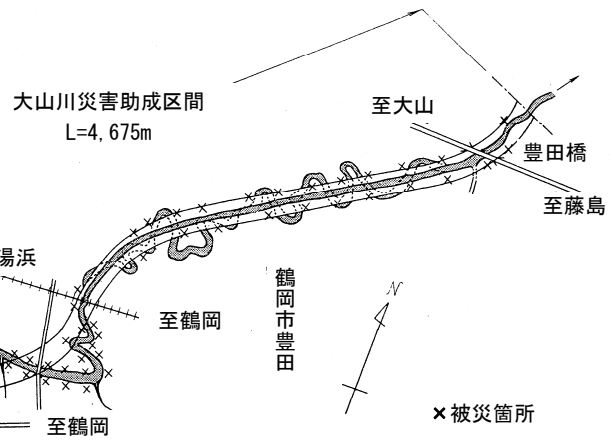 大山川災害助成区間
L=4,675m
至大山
豊田橋
至藤島
湯浜
至鶴岡
鶴岡市豊田
N
至鶴岡
×被災箇所